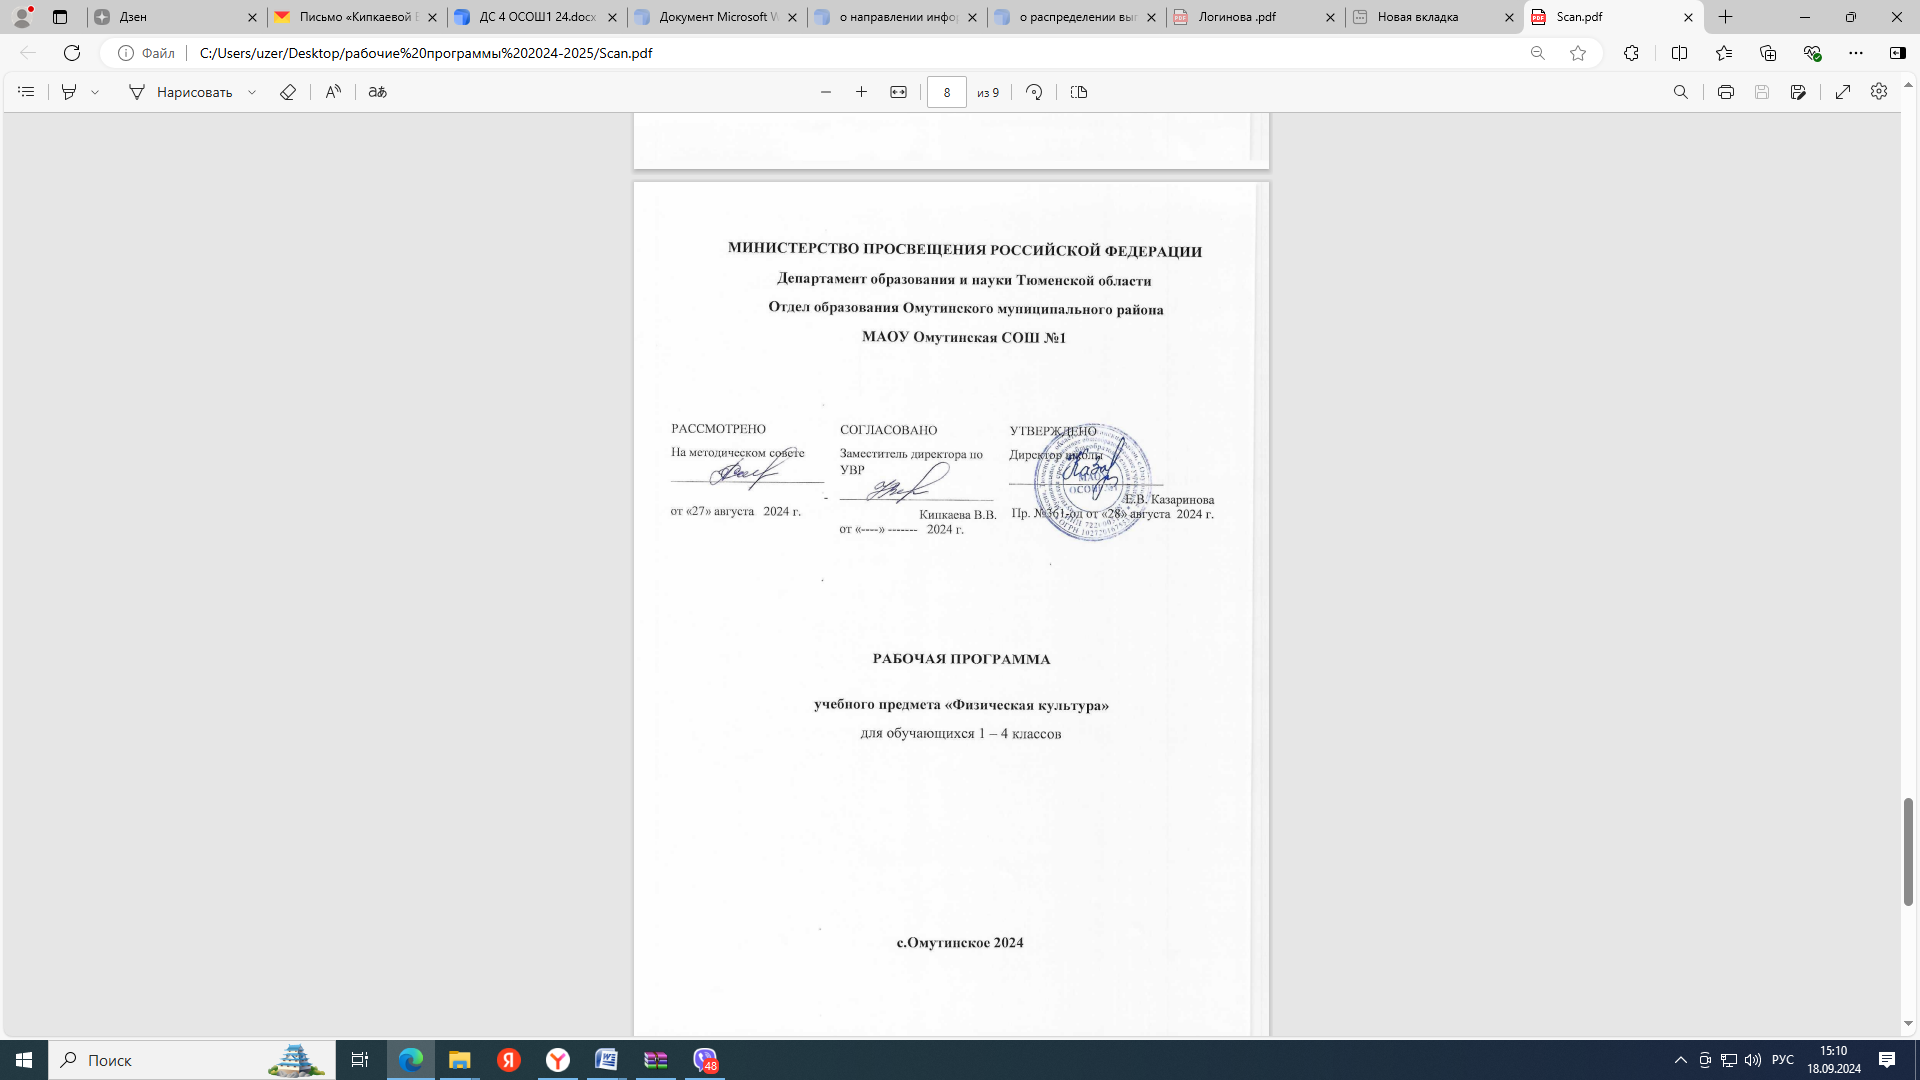 Дзен
Письмо «Кипкаевой В
ДС 4 ОСОШ1 24.docx
Документ Microsoft W
о направлении инфор
о распределении вып
Логинова .pdf
Новая вкладка
Scan.pdf
Файл
C:/Users/uzer/Desktop/рабочие%20программы%202024-2025/Scan.pdf
Нарисовать
8 из 9
МИНИСТЕРСТВО ПРОСВЕЩЕНИЯ РОССИЙСКОЙ ФЕДЕРАЦИИ
Департамент образования и науки Тюменской области
Отдел образования Омутинского муниципального района
МАОУ Омутинская СОШ №1
РАССМОТРЕНО
На методическом совете
от «27» августа 2024 г.
СОГЛАСОВАНО
Заместитель директора по
УВР
Кипкаева В.В.
от «----» ------- 2024 г.
УТВЕРЖДЕНО
Директор школы
Е.В. Казаринова
Пр. №361-од от «28» августа 2024 г.
МАОУ
РАБОЧАЯ ПРОГРАММА
учебного предмета «Физическая культура»
для обучающихся 1 – 4 классов
с.Омутинское 2024
Поиск
48
РУС
15:10
18.09.2024